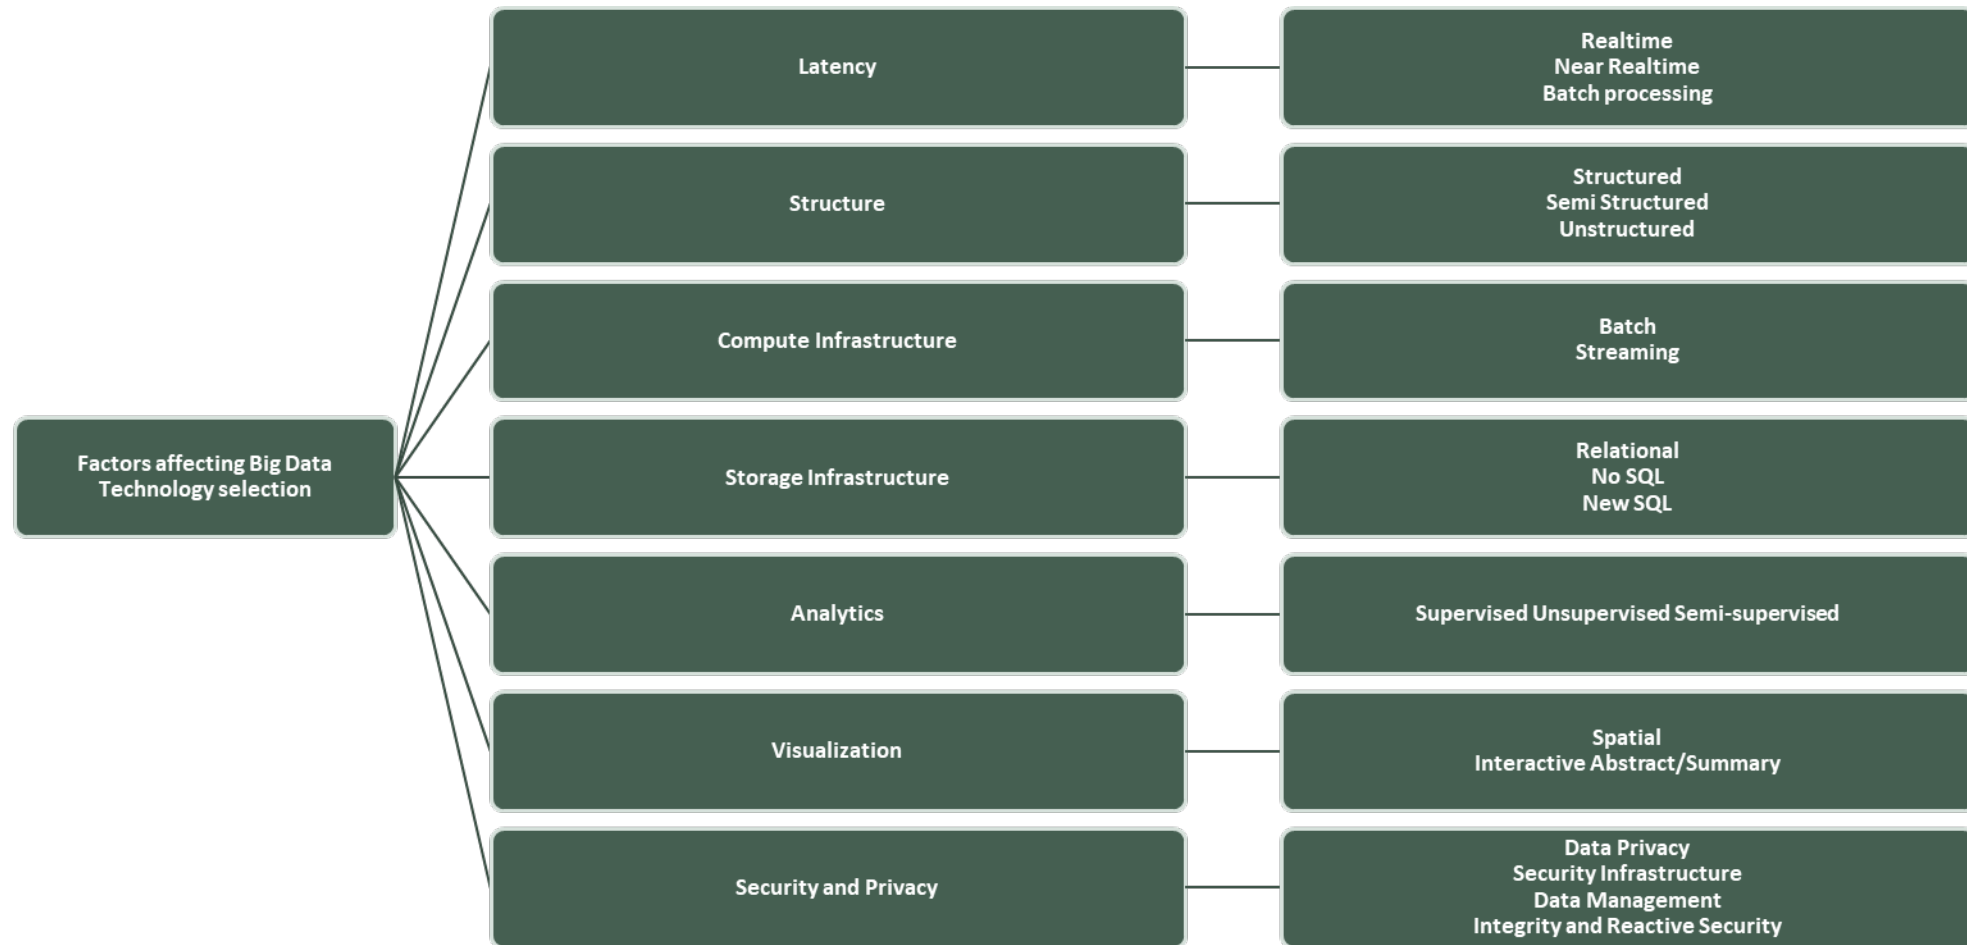 Factors affecting Big Data
Technology selection
Latency
Realtime
Near Realtime
Batch processing
Structure
Structured
Semi Structured
Unstructured
Compute Infrastructure
Batch
Streaming
Storage Infrastructure
Relational
No SQL
New SQL
Analytics
Supervised Unsupervised Semi-supervised
Visualization
Spatial
Interactive Abstract/Summary
Security and Privacy
Data Privacy
Security Infrastructure
Data Management
Integrity and Reactive Security